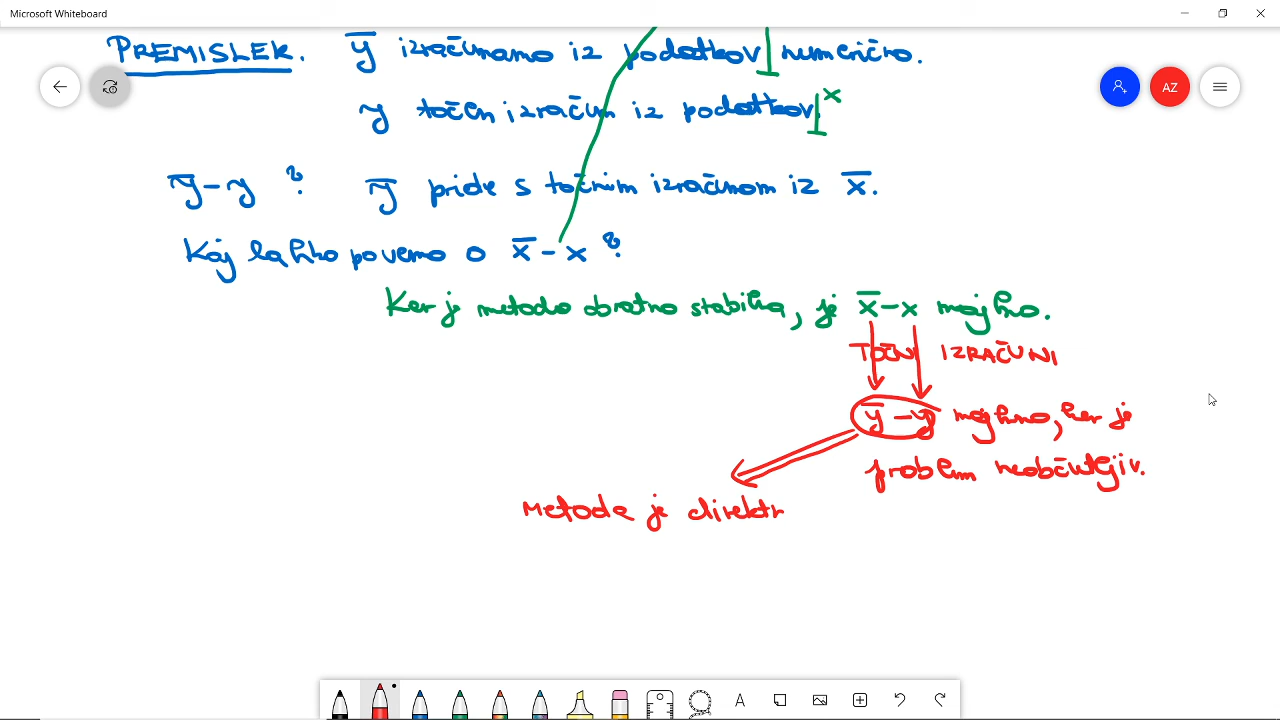 Microsoft Whiteboard
PREMISLEK. y̅ izračunamo iz podatkov numerično.
y točen izračun iz podatkov x
AZ
y̅-y ? y̅ pride s točnim izračunom iz x̅.
Kaj lahko povemo o x̅-x ?
Ker je metoda obratno stabilna, je x̅-x majhno.
TOČNI IZRAČUNI
y̅-y majhno, ker je
problem neobčutljiv.
Metoda je direktn
A